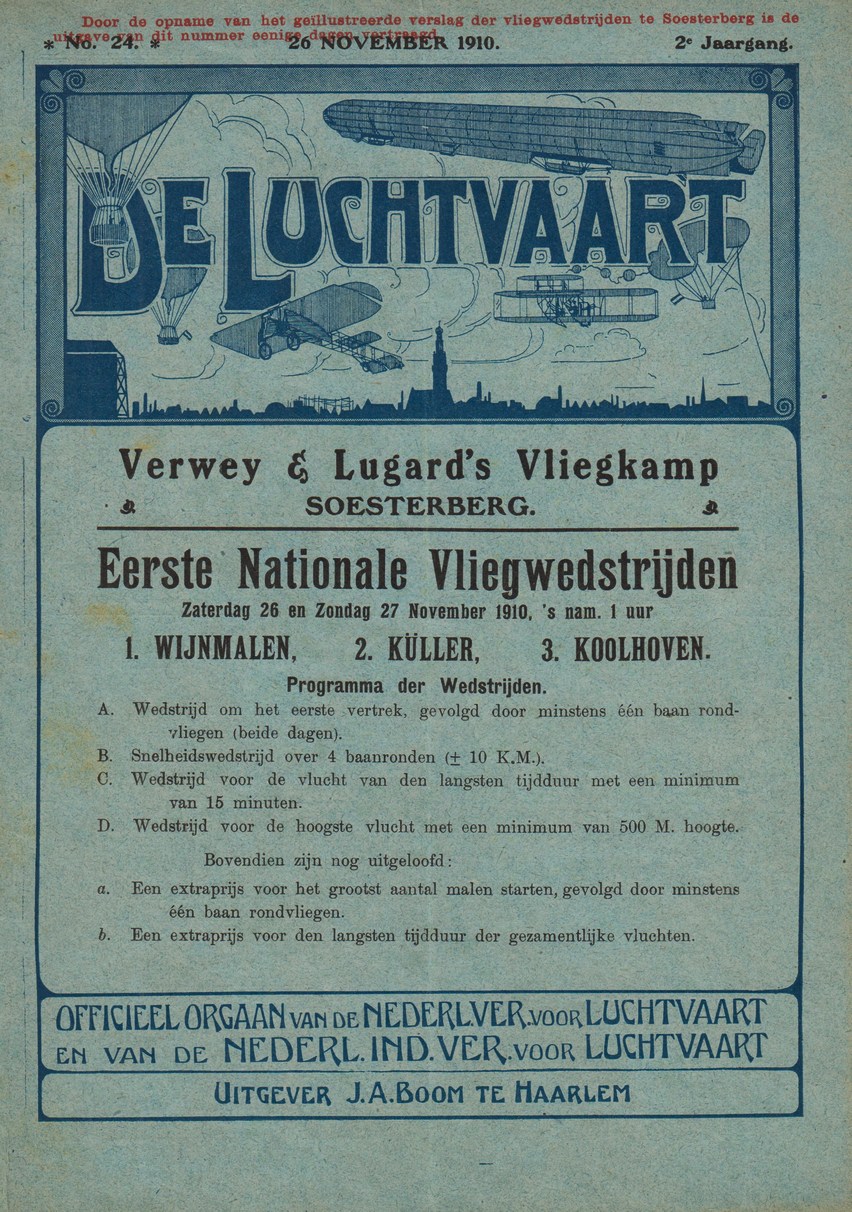 Door de opname van het geïllustreerde verslag der vliegwedstrijden te Soesterberg is de
uitgave van dit nummer eenige dagen vertraagd.
* No. 24. * 26 NOVEMBER 1910. 2e Jaargang.
DE LUCHTVAART
Verwey & Lugard's Vliegkamp
SOESTERBERG.
Eerste Nationale Vliegwedstrijden
Zaterdag 26 en Zondag 27 November 1910, 's nam. 1 uur
1. WIJNMALEN, 2. KÜLLER, 3. KOOLHOVEN.
Programma der Wedstrijden.
A. Wedstrijd om het eerste vertrek, gevolgd door minstens één baan rond-
vliegen (beide dagen).
B. Snelheidswedstrijd over 4 baanronden (± 10 K.M.).
C. Wedstrijd voor de vlucht van den langsten tijdduur met een minimum
van 15 minuten.
D. Wedstrijd voor de hoogste vlucht met een minimum van 500 M. hoogte.
Bovendien zijn nog uitgeloofd:
a. Een extraprijs voor het grootst aantal malen starten, gevolgd door minstens
één baan rondvliegen.
b. Een extraprijs voor den langsten tijdduur der gezamentlijke vluchten.
OFFICIEEL ORGAAN VAN DE NEDERL.VER.VOOR LUCHTVAART
EN VAN DE NEDERL.IND.VER.VOOR LUCHTVAART
UITGEVER J.A.BOOM TE HAARLEM